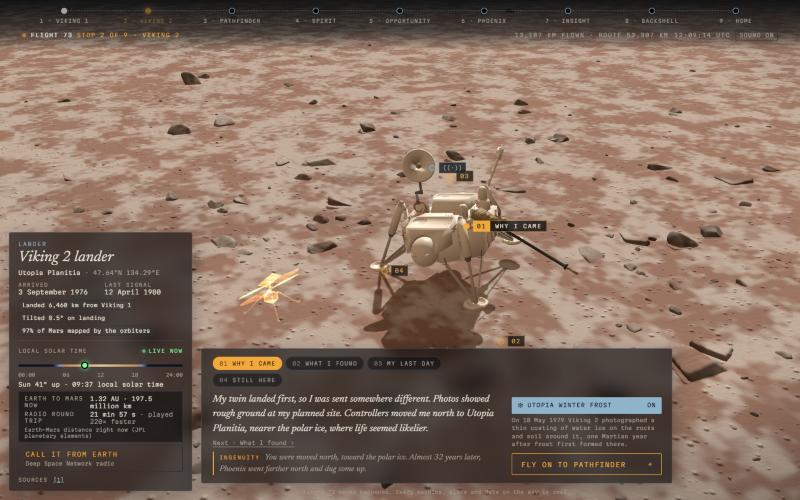 1 · VIKING 1
2 · VIKING 2
3 · PATHFINDER
4 · SPIRIT
5 · OPPORTUNITY
6 · PHOENIX
7 · INSIGHT
8 · BACKSHELL
9 · HOME
FLIGHT 73 STOP 2 OF 9 · VIKING 2
13,187 KM FLOWN · ROUTE 53,987 KM 12:09:14 UTC SOUND ON
((·))
03
01 WHY I CAME
04
02
LANDER
Viking 2 lander
Utopia Planitia · 47.64°N 134.29°E
ARRIVED LAST SIGNAL
3 September 1976 12 April 1980
Landed 6,460 km from Viking 1
Tilted 8.5° on landing
97% of Mars mapped by the orbiters
LOCAL SOLAR TIME LIVE NOW
00:00 06 12 18 24:00
Sun 41° up · 09:37 local solar time
EARTH TO MARS NOW 1.32 AU · 197.5 million km
RADIO ROUND TRIP 21 min 57 s · played 220× faster
Earth–Mars distance right now (JPL planetary elements)
CALL IT FROM EARTH
Deep Space Network radio
SOURCES [1]
01 WHY I CAME 02 WHAT I FOUND 03 MY LAST DAY
04 STILL HERE
My twin landed first, so I was sent somewhere different. Photos showed
rough ground at my planned site. Controllers moved me north to Utopia
Planitia, nearer the polar ice, where life seemed likelier.
Next · What I found ›
INGENUITY You were moved north, toward the polar ice. Almost 32 years later,
Phoenix went farther north and dug some up.
❄ UTOPIA WINTER FROST ON
On 18 May 1979 Viking 2 photographed a
thin coating of water ice on the rocks
and soil around it, one Martian year
after frost first formed there.
FLY ON TO PATHFINDER